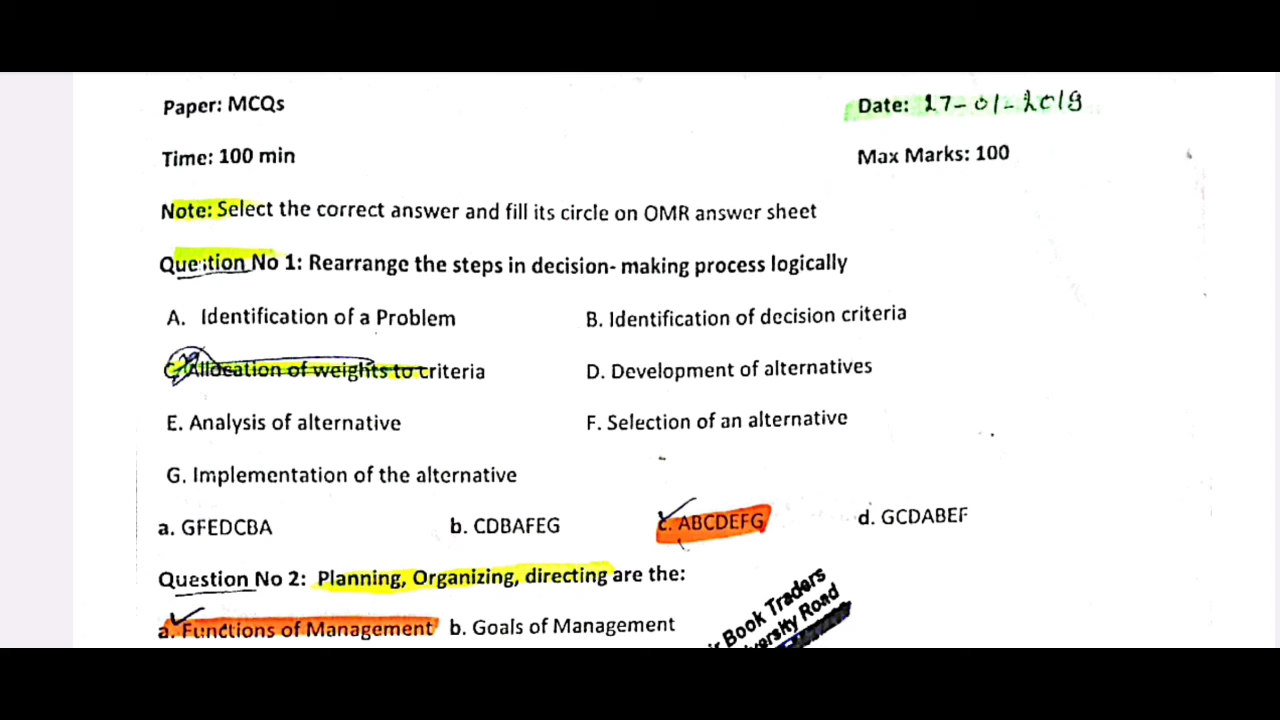 Paper: MCQs
Date: 17-01-2018
Time: 100 min
Max Marks: 100
Note: Select the correct answer and fill its circle on OMR answer sheet
Question No 1: Rearrange the steps in decision- making process logically
A. Identification of a Problem
B. Identification of decision criteria
C. Allocation of weights to criteria
D. Development of alternatives
E. Analysis of alternative
F. Selection of an alternative
G. Implementation of the alternative
a. GFEDCBA b. CDBAFEG c. ABCDEFG d. GCDABEF
Question No 2: Planning, Organizing, directing are the:
a. Functions of Management b. Goals of Management
Book Traders
Road